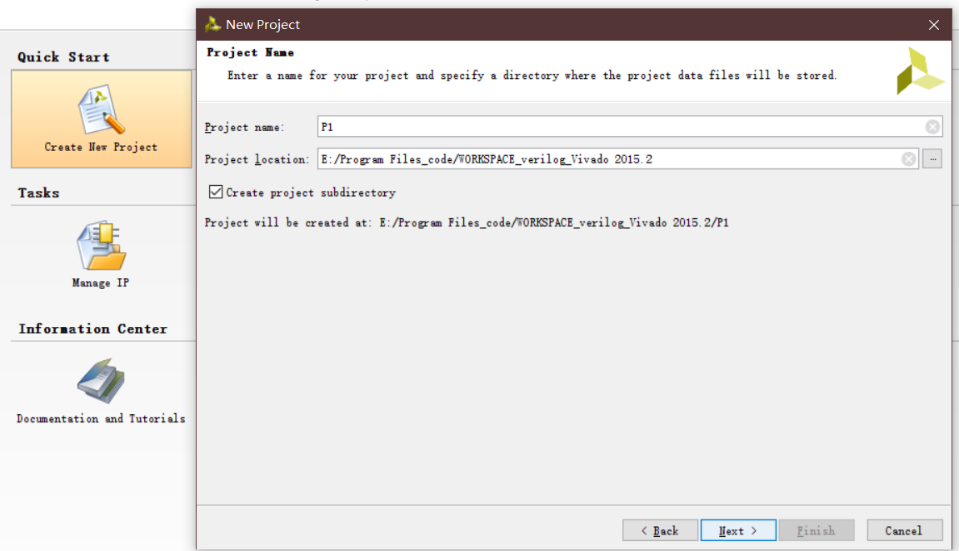 New Project
Quick Start
Create New Project
Tasks
Manage IP
Information Center
Documentation and Tutorials
Project Name
Enter a name for your project and specify a directory where the project data files will be stored.
Project name: P1
Project location: E:/Program Files_code/WORKSPACE_verilog_Vivado 2015.2 ...
Create project subdirectory
Project will be created at: E:/Program Files_code/WORKSPACE_verilog_Vivado 2015.2/P1
< Back Next > Finish Cancel